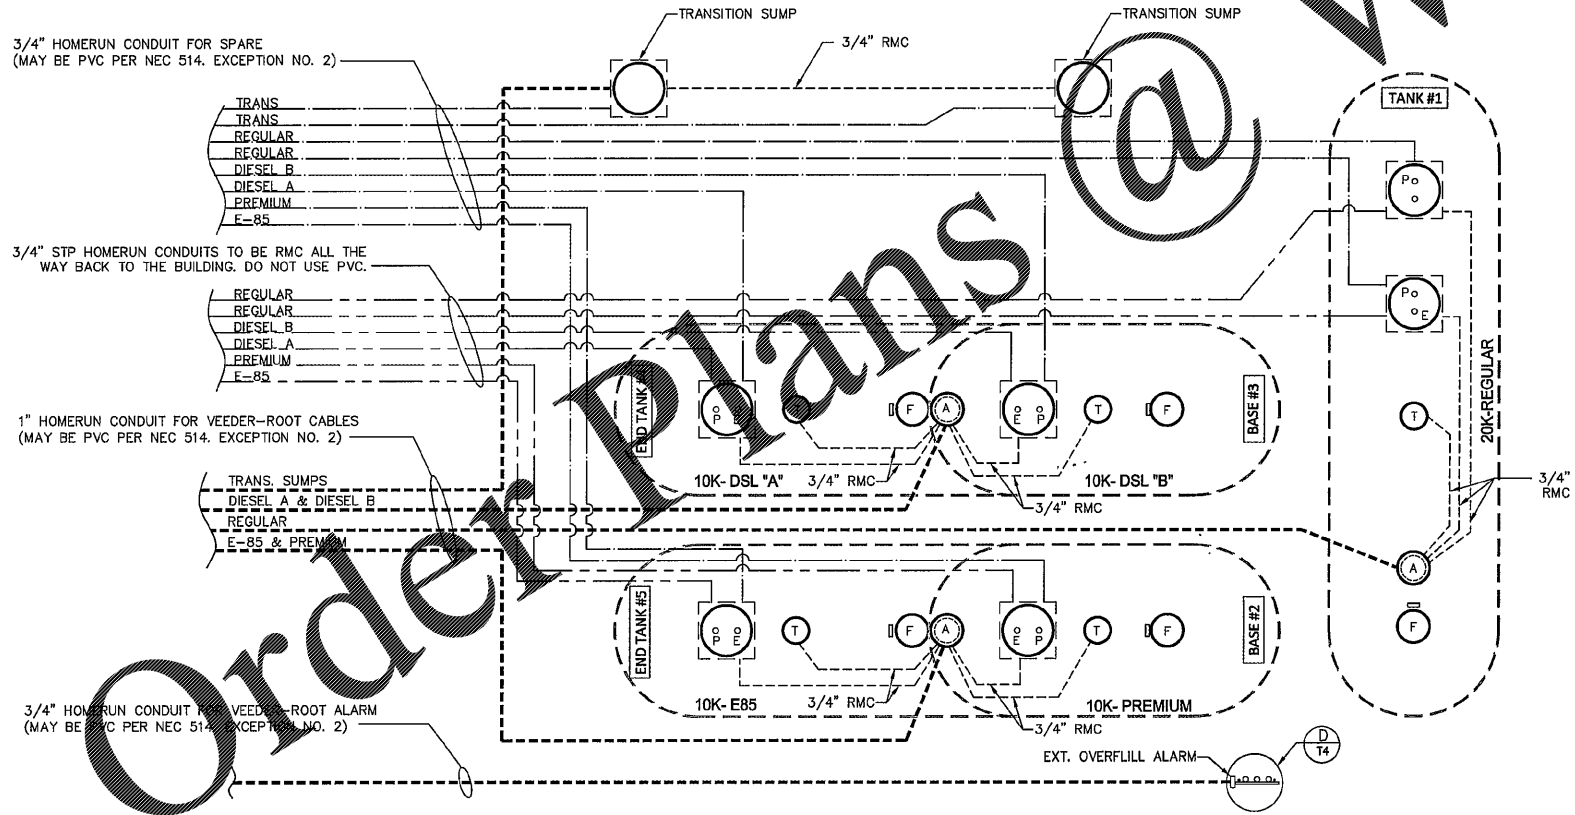 TRANSITION SUMP
TRANSITION SUMP
3/4" HOMERUN CONDUIT FOR SPARE
(MAY BE PVC PER NEC 514. EXCEPTION NO. 2)
3/4" RMC
TRANS
TRANS
REGULAR
REGULAR
DIESEL B
DIESEL A
PREMIUM
E-85
TANK #1
P
P
E
3/4" STP HOMERUN CONDUITS TO BE RMC ALL THE
WAY BACK TO THE BUILDING. DO NOT USE PVC.
REGULAR
REGULAR
DIESEL B
DIESEL A
PREMIUM
E-85
20K-REGULAR
T
3/4"
RMC
A
F
END TANK
P E
T
F
A
E P
T
F
BASE #3
10K- DSL "A"
3/4" RMC
10K- DSL "B"
3/4" RMC
1" HOMERUN CONDUIT FOR VEEDER-ROOT CABLES
(MAY BE PVC PER NEC 514. EXCEPTION NO. 2)
TRANS. SUMPS
DIESEL A & DIESEL B
REGULAR
E-85 & PREMIUM
END TANK #5
P E
T
F
A
E P
T
F
BASE #2
10K- E85
3/4" RMC
10K- PREMIUM
3/4" RMC
3/4" HOMERUN CONDUIT FOR VEEDER-ROOT ALARM
(MAY BE PVC PER NEC 514. EXCEPTION NO. 2)
EXT. OVERFLILL ALARM
D
T4
Order Plans @